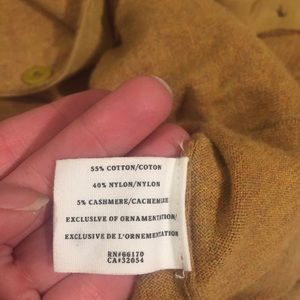 55% COTTON/COTON
40% NYLON/NYLON
5% CASHMERE/CACHEMIRE
EXCLUSIVE OF ORNAMENTATION/
EXCLUSIVE DE L'ORNEMENTATION
RN#66170
CA#32054